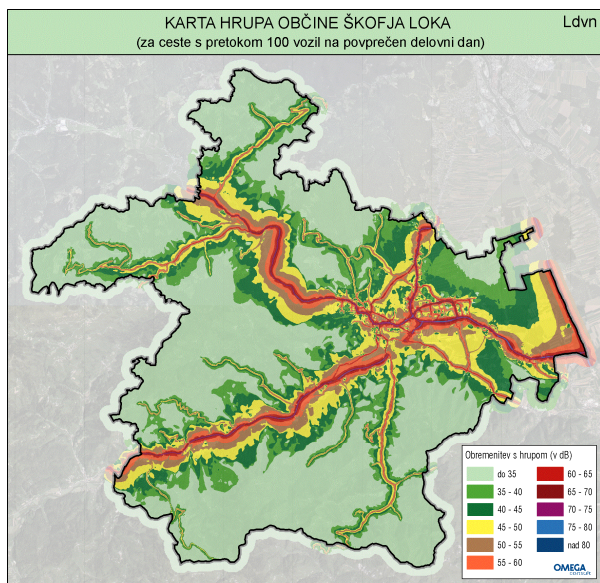 KARTA HRUPA OBČINE ŠKOFJA LOKA
(za ceste s pretokom 100 vozil na povprečen delovni dan)
Ldvn
Obremenitev s hrupom (v dB)
do 35
35 - 40
40 - 45
45 - 50
50 - 55
55 - 60
60 - 65
65 - 70
70 - 75
75 - 80
nad 80
OMEGA